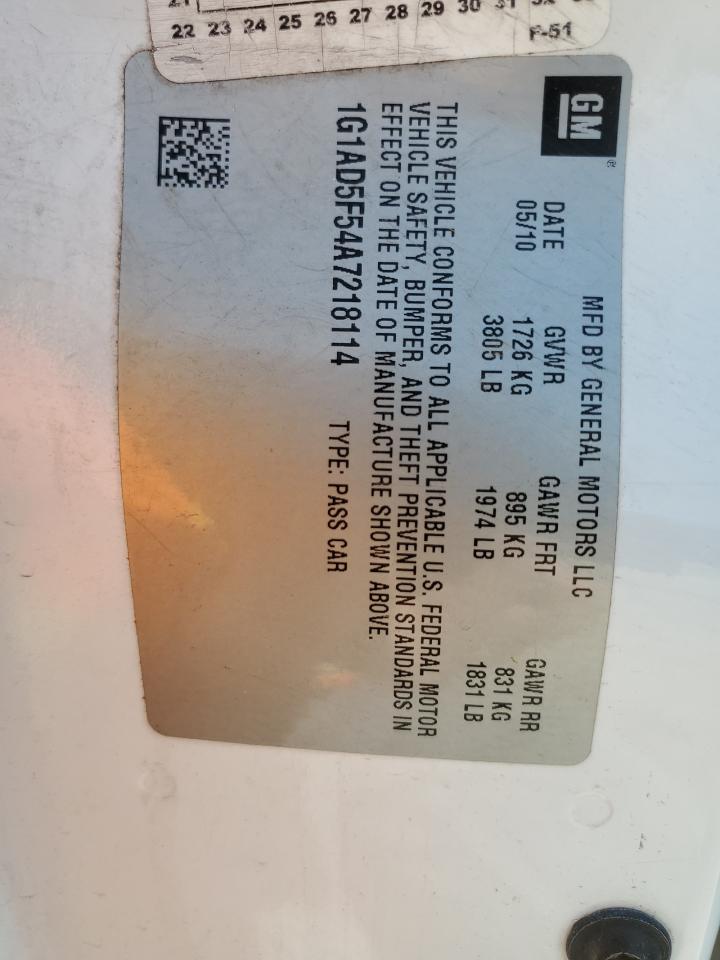 22 23 24 25 26 27 28 29 30
F-51
GM
MFD BY GENERAL MOTORS LLC
DATE GVWR GAWR FRT GAWR RR
05/10 1726 KG 895 KG 831 KG
3805 LB 1974 LB 1831 LB
THIS VEHICLE CONFORMS TO ALL APPLICABLE U.S. FEDERAL MOTOR
VEHICLE SAFETY, BUMPER, AND THEFT PREVENTION STANDARDS IN
EFFECT ON THE DATE OF MANUFACTURE SHOWN ABOVE.
1G1AD5F54A7218114 TYPE: PASS CAR